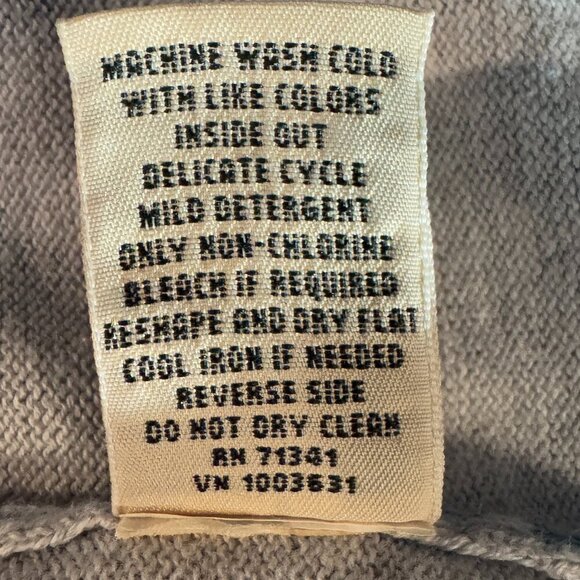 MACHINE WASH COLD
WITH LIKE COLORS
INSIDE OUT
DELICATE CYCLE
MILD DETERGENT
ONLY NON-CHLORINE
BLEACH IF REQUIRED
RESHAPE AND DRY FLAT
COOL IRON IF NEEDED
REVERSE SIDE
DO NOT DRY CLEAN
RN 71341
VN 1003631